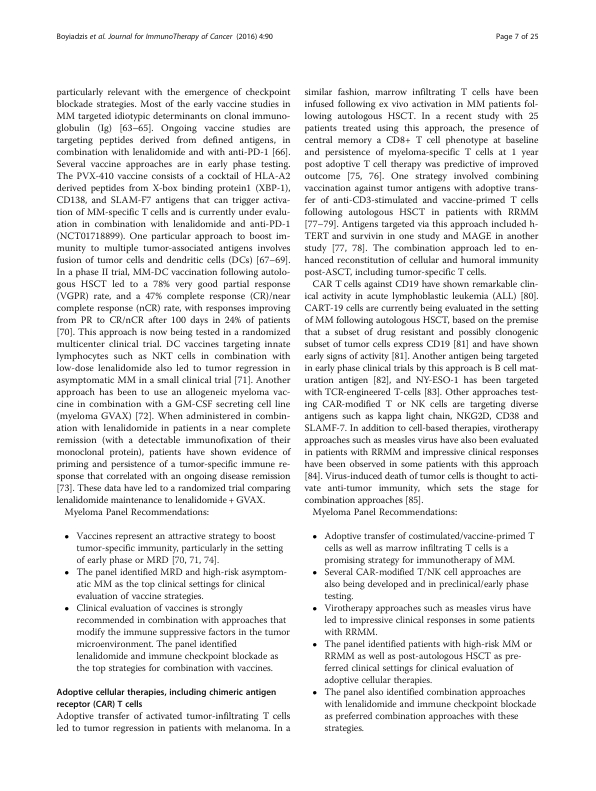 Boyiadzis et al. Journal for ImmunoTherapy of Cancer (2016) 4:90
Page 7 of 25
particularly relevant with the emergence of checkpoint
blockade strategies. Most of the early vaccine studies in
MM targeted idiotypic determinants on clonal immuno-
globulin (Ig) [63–65]. Ongoing vaccine studies are
targeting peptides derived from defined antigens, in
combination with lenalidomide and with anti-PD-1 [66].
Several vaccine approaches are in early phase testing.
The PVX-410 vaccine consists of a cocktail of HLA-A2
derived peptides from X-box binding protein1 (XBP-1),
CD138, and SLAM-F7 antigens that can trigger activa-
tion of MM-specific T cells and is currently under evalu-
ation in combination with lenalidomide and anti-PD-1
(NCT01718899). One particular approach to boost im-
munity to multiple tumor-associated antigens involves
fusion of tumor cells and dendritic cells (DCs) [67–69].
In a phase II trial, MM-DC vaccination following autolo-
gous HSCT led to a 78% very good partial response
(VGPR) rate, and a 47% complete response (CR)/near
complete response (nCR) rate, with responses improving
from PR to CR/nCR after 100 days in 24% of patients
[70]. This approach is now being tested in a randomized
multicenter clinical trial. DC vaccines targeting innate
lymphocytes such as NKT cells in combination with
low-dose lenalidomide also led to tumor regression in
asymptomatic MM in a small clinical trial [71]. Another
approach has been to use an allogeneic myeloma vac-
cine in combination with a GM-CSF secreting cell line
(myeloma GVAX) [72]. When administered in combin-
ation with lenalidomide in patients in a near complete
remission (with a detectable immunofixation of their
monoclonal protein), patients have shown evidence of
priming and persistence of a tumor-specific immune re-
sponse that correlated with an ongoing disease remission
[73]. These data have led to a randomized trial comparing
lenalidomide maintenance to lenalidomide + GVAX.
Myeloma Panel Recommendations:
• Vaccines represent an attractive strategy to boost
tumor-specific immunity, particularly in the setting
of early phase or MRD [70, 71, 74].
• The panel identified MRD and high-risk asymptom-
atic MM as the top clinical settings for clinical
evaluation of vaccine strategies.
• Clinical evaluation of vaccines is strongly
recommended in combination with approaches that
modify the immune suppressive factors in the tumor
microenvironment. The panel identified
lenalidomide and immune checkpoint blockade as
the top strategies for combination with vaccines.
Adoptive cellular therapies, including chimeric antigen
receptor (CAR) T cells
Adoptive transfer of activated tumor-infiltrating T cells
led to tumor regression in patients with melanoma. In a
similar fashion, marrow infiltrating T cells have been
infused following ex vivo activation in MM patients fol-
lowing autologous HSCT. In a recent study with 25
patients treated using this approach, the presence of
central memory a CD8+ T cell phenotype at baseline
and persistence of myeloma-specific T cells at 1 year
post adoptive T cell therapy was predictive of improved
outcome [75, 76]. One strategy involved combining
vaccination against tumor antigens with adoptive trans-
fer of anti-CD3-stimulated and vaccine-primed T cells
following autologous HSCT in patients with RRMM
[77–79]. Antigens targeted via this approach included h-
TERT and survivin in one study and MAGE in another
study [77, 78]. The combination approach led to en-
hanced reconstitution of cellular and humoral immunity
post-ASCT, including tumor-specific T cells.
CAR T cells against CD19 have shown remarkable clin-
ical activity in acute lymphoblastic leukemia (ALL) [80].
CART-19 cells are currently being evaluated in the setting
of MM following autologous HSCT, based on the premise
that a subset of drug resistant and possibly clonogenic
subset of tumor cells express CD19 [81] and have shown
early signs of activity [81]. Another antigen being targeted
in early phase clinical trials by this approach is B cell mat-
uration antigen [82], and NY-ESO-1 has been targeted
with TCR-engineered T-cells [83]. Other approaches test-
ing CAR-modified T or NK cells are targeting diverse
antigens such as kappa light chain, NKG2D, CD38 and
SLAMF-7. In addition to cell-based therapies, virotherapy
approaches such as measles virus have also been evaluated
in patients with RRMM and impressive clinical responses
have been observed in some patients with this approach
[84]. Virus-induced death of tumor cells is thought to acti-
vate anti-tumor immunity, which sets the stage for
combination approaches [85].
Myeloma Panel Recommendations:
• Adoptive transfer of costimulated/vaccine-primed T
cells as well as marrow infiltrating T cells is a
promising strategy for immunotherapy of MM.
• Several CAR-modified T/NK cell approaches are
also being developed and in preclinical/early phase
testing.
• Virotherapy approaches such as measles virus have
led to impressive clinical responses in some patients
with RRMM.
• The panel identified patients with high-risk MM or
RRMM as well as post-autologous HSCT as pre-
ferred clinical settings for clinical evaluation of
adoptive cellular therapies.
• The panel also identified combination approaches
with lenalidomide and immune checkpoint blockade
as preferred combination approaches with these
strategies.